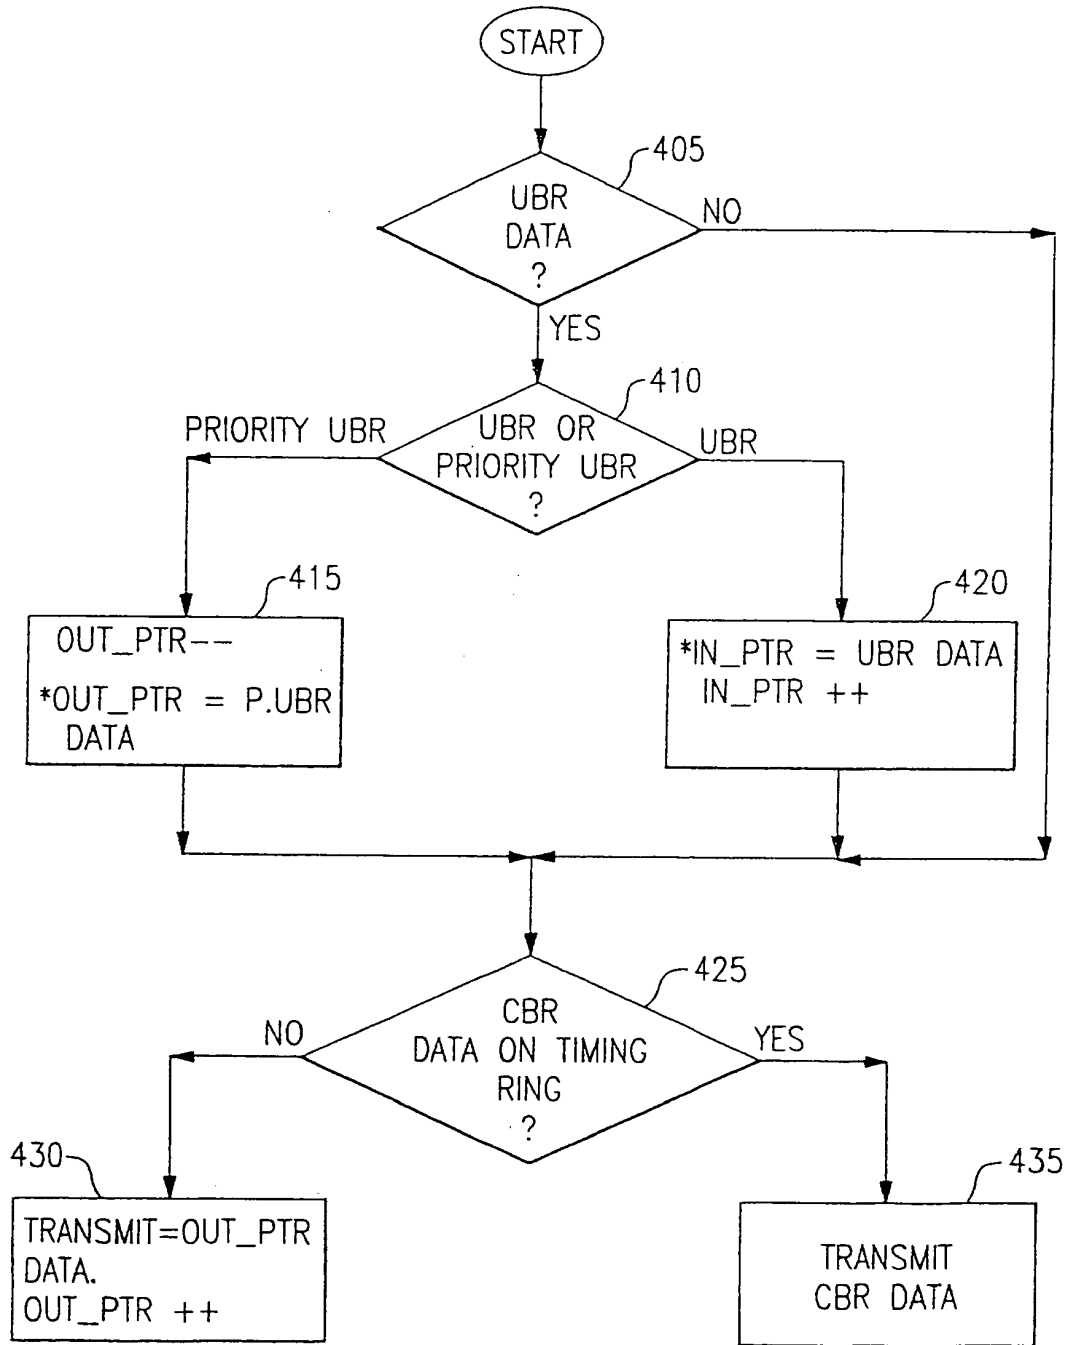 START
405
UBR
DATA
?
NO
YES
410
PRIORITY UBR
UBR OR
PRIORITY UBR
?
UBR
415
OUT_PTR--
*OUT_PTR = P.UBR
DATA
420
*IN_PTR = UBR DATA
IN_PTR ++
425
CBR
DATA ON TIMING
RING
?
NO
YES
430
TRANSMIT=OUT_PTR
DATA.
OUT_PTR ++
435
TRANSMIT
CBR DATA